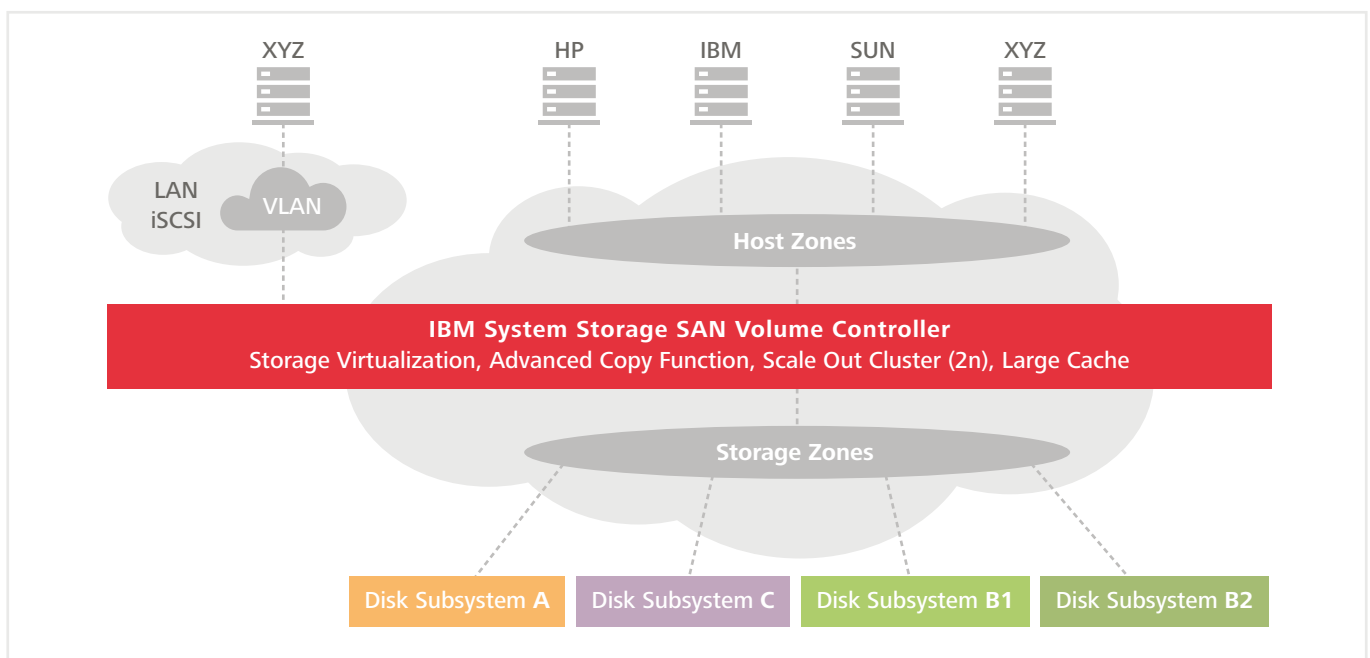 XYZ
HP
IBM
SUN
XYZ
LAN
iSCSI
VLAN
Host Zones
IBM System Storage SAN Volume Controller
Storage Virtualization, Advanced Copy Function, Scale Out Cluster (2n), Large Cache
Storage Zones
Disk Subsystem A
Disk Subsystem C
Disk Subsystem B1
Disk Subsystem B2